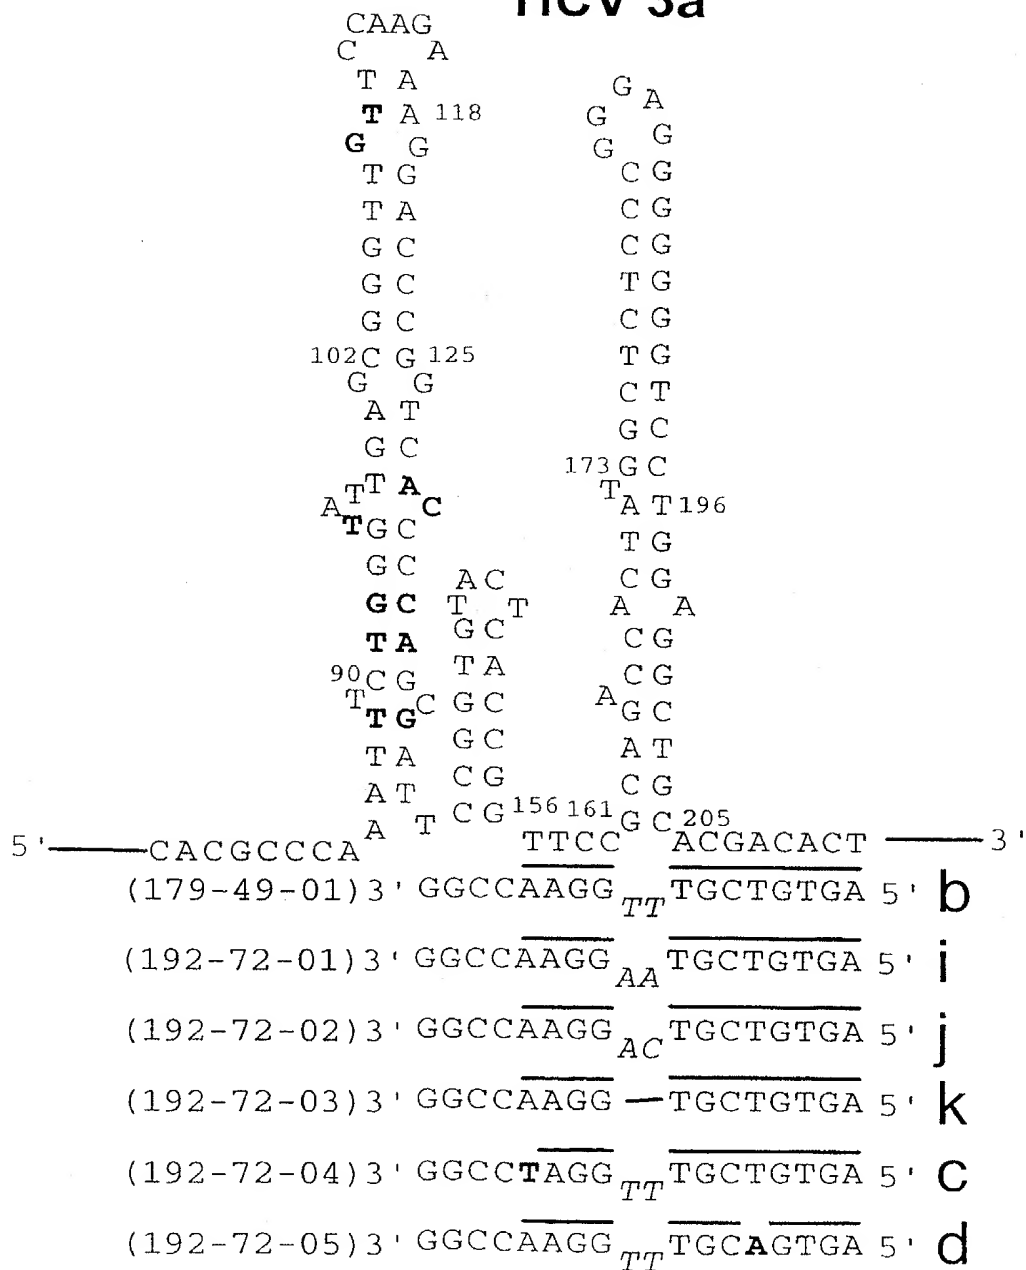 HCV 3a
CAAG
C A
T A
T A 118
G G
T G
T A
G C
G C
G C
102C G 125
G G
A T
G C
T T A C
A T G C
G C
G C
T A
90 C G
T T G C
T A
A T
A T
A C
T T
G C
T A
G C
G C
C G
C G 156
G A
G G
G C G
C G
C G
T G
C G
T G
C T
G C
173 G C
T A T 196
T G
C G
A A
C G
C G
A G C
A T
C G
161 G C 205
5'——CACGCCCA TTCC ACGACACT——3'
(179-49-01)3' GGCCAAGG TT TGCTGTGA 5' b
(192-72-01)3' GGCCAAGG AA TGCTGTGA 5' i
(192-72-02)3' GGCCAAGG AC TGCTGTGA 5' j
(192-72-03)3' GGCCAAGG — TGCTGTGA 5' k
(192-72-04)3' GGCCTAGG TT TGCTGTGA 5' c
(192-72-05)3' GGCCAAGG TT TGCAGTGA 5' d